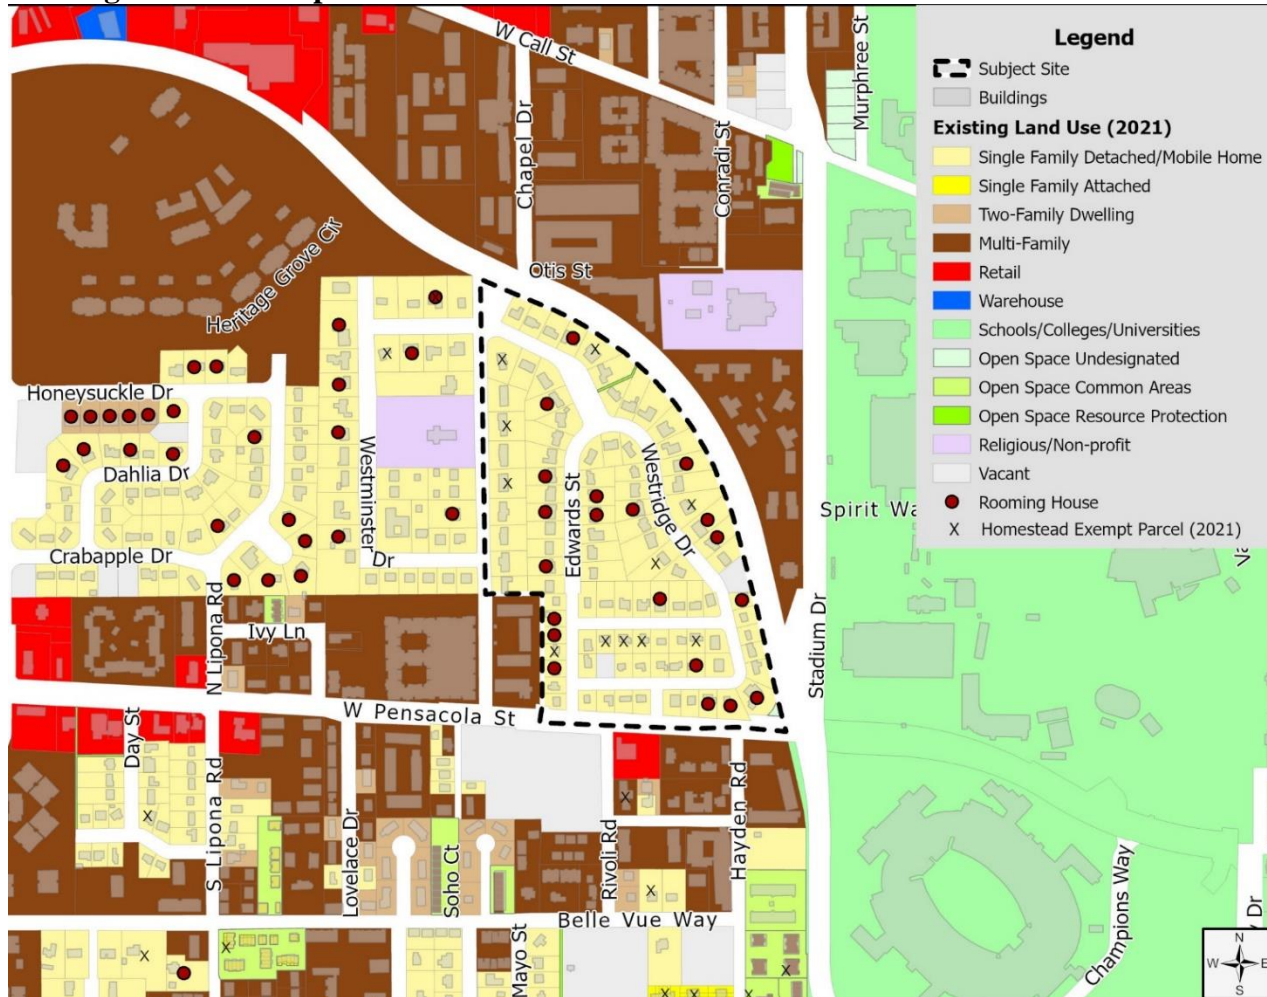 W Call St
Murphree St
Chapel Dr
Conradi St
Otis St
Heritage Grove Cir
Honeysuckle Dr
Dahlia Dr
Crabapple Dr
Westminster
Dr
Edwards St
Westridge Dr
Spirit Wa
Stadium Dr
N Lipona Rd
Ivy Ln
W Pensacola St
Day St
S Lipona Rd
Lovelace Dr
Soho Ct
Rivoli Rd
Hayden Rd
Belle Vue Way
Mayo St
Champions Way
Dr
Legend
Subject Site
Buildings
Existing Land Use (2021)
Single Family Detached/Mobile Home
Single Family Attached
Two-Family Dwelling
Multi-Family
Retail
Warehouse
Schools/Colleges/Universities
Open Space Undesignated
Open Space Common Areas
Open Space Resource Protection
Religious/Non-profit
Vacant
Rooming House
X Homestead Exempt Parcel (2021)
N
W E
S